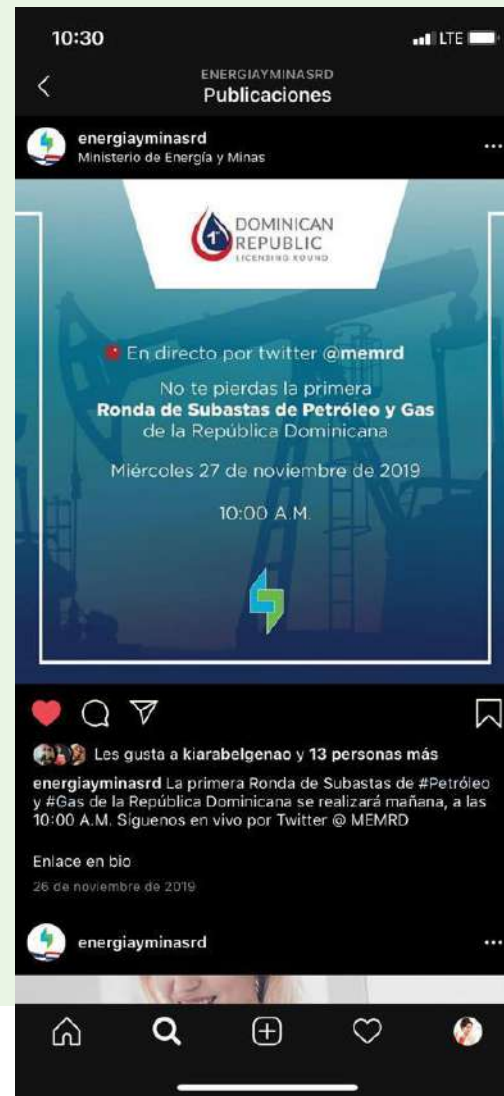 10:30
LTE
ENERGIAYMINASRD
Publicaciones
energiayminasrd
Ministerio de Energía y Minas
1st
DOMINICAN
REPUBLIC
LICENSING ROUND
En directo por twitter @memrd
No te pierdas la primera
Ronda de Subastas de Petróleo y Gas
de la República Dominicana
Miércoles 27 de noviembre de 2019
10:00 A.M.
Les gusta a kiarabelgenao y 13 personas más
energiayminasrd La primera Ronda de Subastas de #Petróleo
y #Gas de la República Dominicana se realizará mañana, a las
10:00 A.M. Síguenos en vivo por Twitter @ MEMRD
Enlace en bio
26 de noviembre de 2019
energiayminasrd